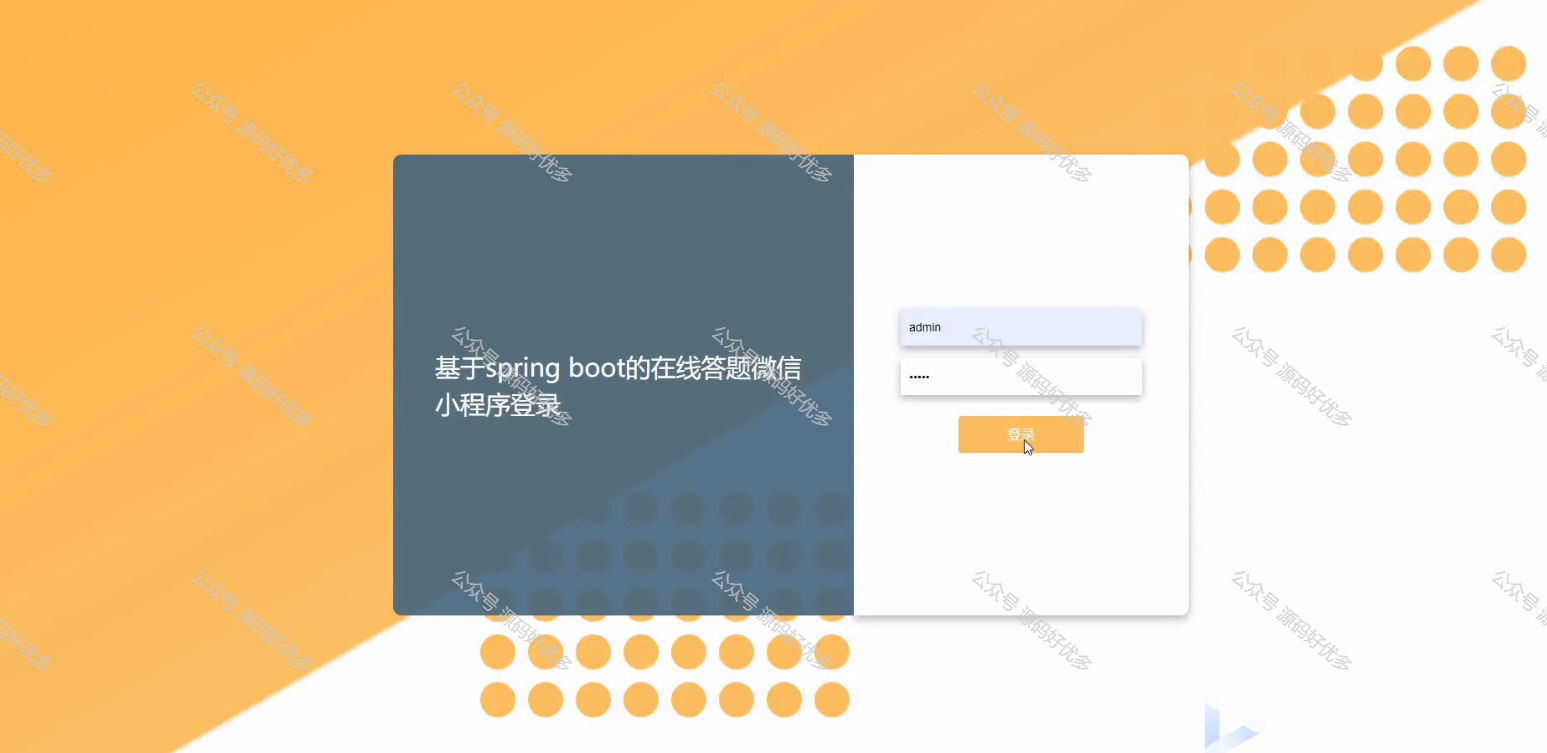 基于spring boot的在线答题微信
小程序登录
admin
•••••
登录
公众号 源码好优多